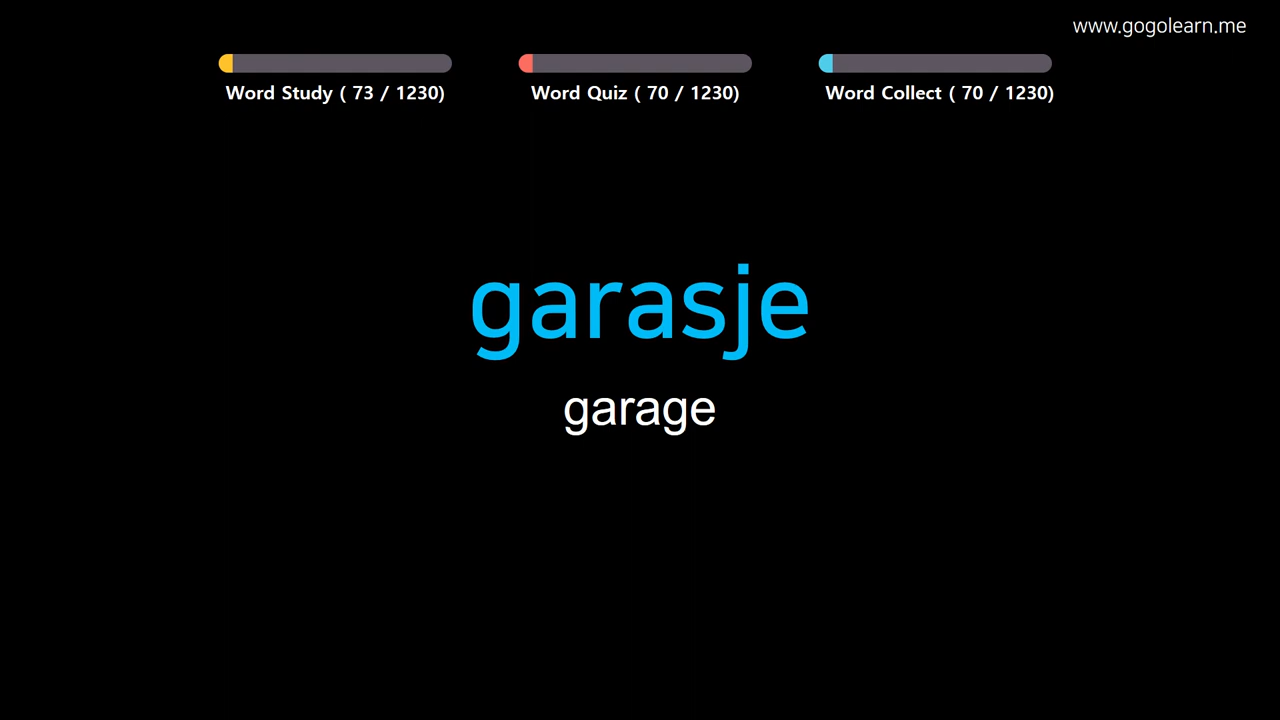 www.gogolearn.me
Word Study ( 73 / 1230)
Word Quiz ( 70 / 1230)
Word Collect ( 70 / 1230)
garasje
garage